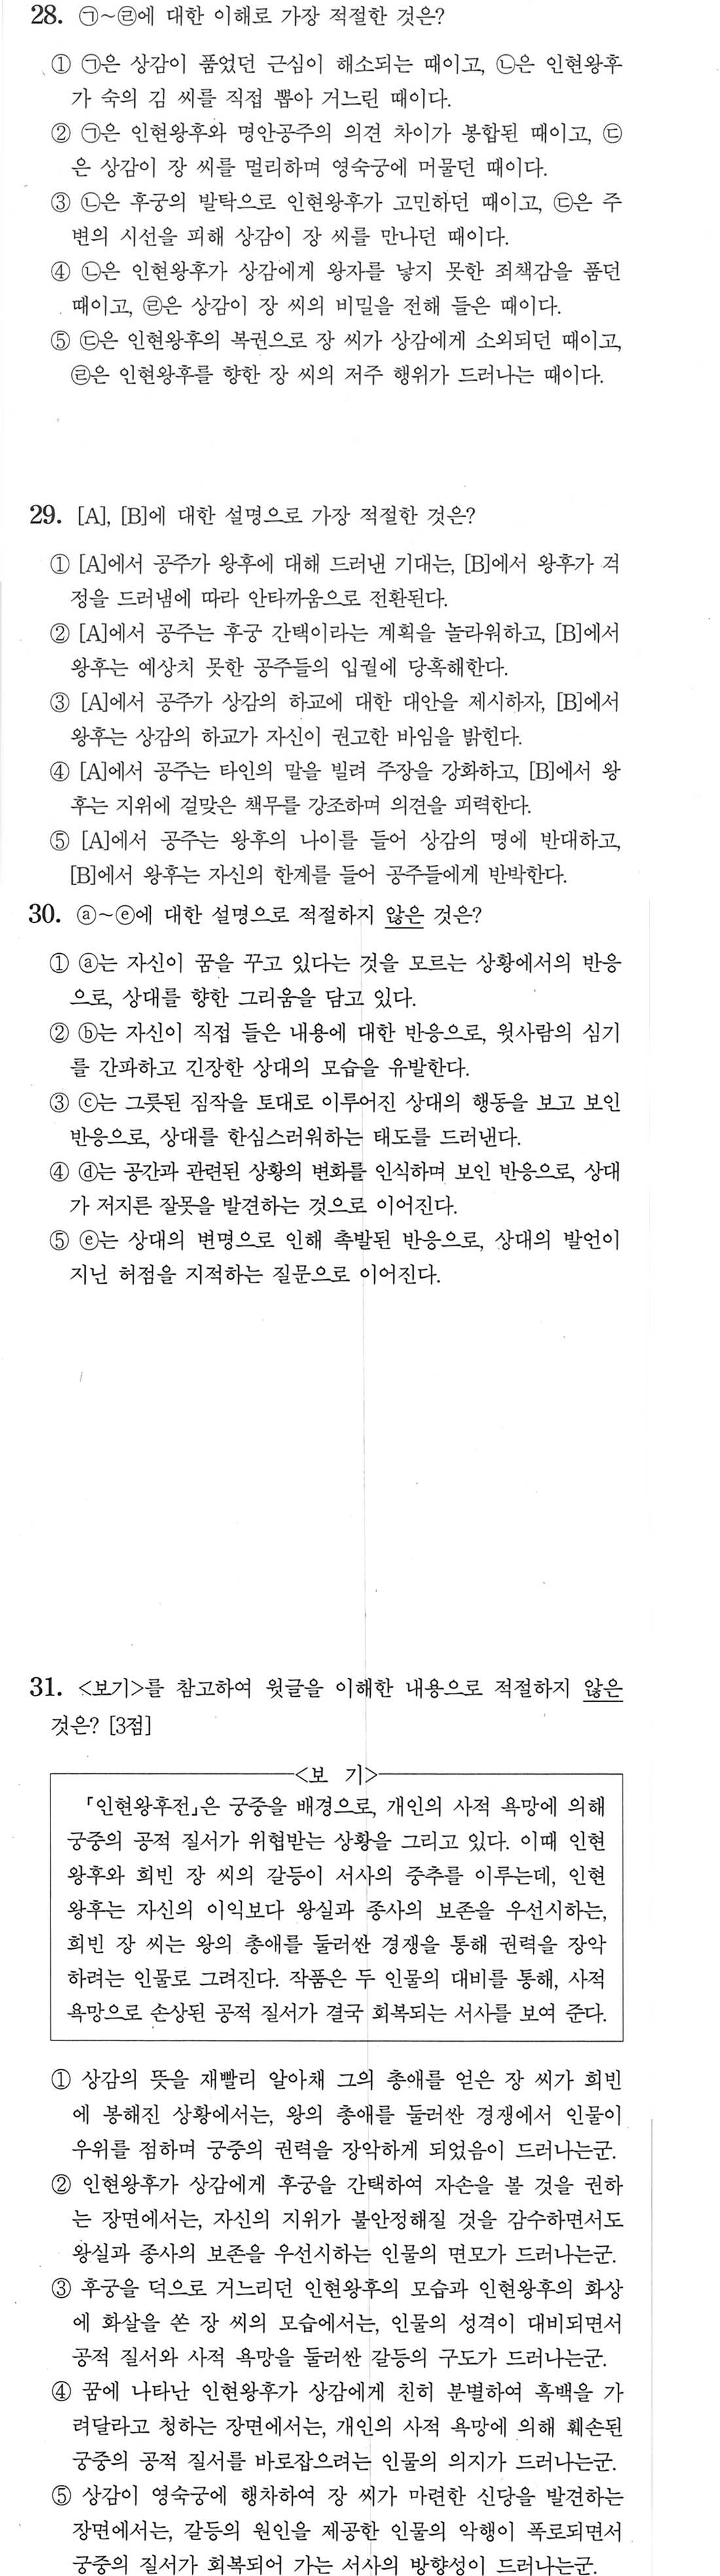 28. ㉠~㉣에 대한 이해로 가장 적절한 것은?
① ㉠은 상감이 품었던 근심이 해소되는 때이고, ㉡은 인현왕후
가 숙의 김 씨를 직접 뽑아 거느린 때이다.
② ㉠은 인현왕후와 명안공주의 의견 차이가 봉합된 때이고, ㉢
은 상감이 장 씨를 멀리하며 영숙궁에 머물던 때이다.
③ ㉡은 후궁의 발탁으로 인현왕후가 고민하던 때이고, ㉢은 주
변의 시선을 피해 상감이 장 씨를 만나던 때이다.
④ ㉡은 인현왕후가 상감에게 왕자를 낳지 못한 죄책감을 품던
때이고, ㉣은 상감이 장 씨의 비밀을 전해 들은 때이다.
⑤ ㉢은 인현왕후의 복권으로 장 씨가 상감에게 소외되던 때이고,
㉣은 인현왕후를 향한 장 씨의 저주 행위가 드러나는 때이다.
29. [A], [B]에 대한 설명으로 가장 적절한 것은?
① [A]에서 공주가 왕후에 대해 드러낸 기대는, [B]에서 왕후가 걱
정을 드러냄에 따라 안타까움으로 전환된다.
② [A]에서 공주는 후궁 간택이라는 계획을 놀라워하고, [B]에서
왕후는 예상치 못한 공주들의 입궐에 당혹해한다.
③ [A]에서 공주가 상감의 하교에 대한 대안을 제시하자, [B]에서
왕후는 상감의 하교가 자신이 권고한 바임을 밝힌다.
④ [A]에서 공주는 타인의 말을 빌려 주장을 강화하고, [B]에서 왕
후는 지위에 걸맞은 책무를 강조하며 의견을 피력한다.
⑤ [A]에서 공주는 왕후의 나이를 들어 상감의 명에 반대하고,
[B]에서 왕후는 자신의 한계를 들어 공주들에게 반박한다.
30. ⓐ~ⓔ에 대한 설명으로 적절하지 않은 것은?
① ⓐ는 자신이 꿈을 꾸고 있다는 것을 모르는 상황에서의 반응
으로, 상대를 향한 그리움을 담고 있다.
② ⓑ는 자신이 직접 들은 내용에 대한 반응으로, 윗사람의 심기
를 간파하고 긴장한 상대의 모습을 유발한다.
③ ⓒ는 그릇된 짐작을 토대로 이루어진 상대의 행동을 보고 보인
반응으로, 상대를 한심스러워하는 태도를 드러낸다.
④ ⓓ는 공간과 관련된 상황의 변화를 인식하며 보인 반응으로, 상대
가 저지른 잘못을 발견하는 것으로 이어진다.
⑤ ⓔ는 상대의 변명으로 인해 촉발된 반응으로, 상대의 발언이
지닌 허점을 지적하는 질문으로 이어진다.
31. <보기>를 참고하여 윗글을 이해한 내용으로 적절하지 않은
것은? [3점]
<보 기>
「인현왕후전」은 궁중을 배경으로, 개인의 사적 욕망에 의해
궁중의 공적 질서가 위협받는 상황을 그리고 있다. 이때 인현
왕후와 희빈 장 씨의 갈등이 서사의 중추를 이루는데, 인현
왕후는 자신의 이익보다 왕실과 종사의 보존을 우선시하는,
희빈 장 씨는 왕의 총애를 둘러싼 경쟁을 통해 권력을 장악
하려는 인물로 그려진다. 작품은 두 인물의 대비를 통해, 사적
욕망으로 손상된 공적 질서가 결국 회복되는 서사를 보여 준다.
① 상감의 뜻을 재빨리 알아채 그의 총애를 얻은 장 씨가 희빈
에 봉해진 상황에서는, 왕의 총애를 둘러싼 경쟁에서 인물이
우위를 점하며 궁중의 권력을 장악하게 되었음이 드러나는군.
② 인현왕후가 상감에게 후궁을 간택하여 자손을 볼 것을 권하
는 장면에서는, 자신의 지위가 불안정해질 것을 감수하면서도
왕실과 종사의 보존을 우선시하는 인물의 면모가 드러나는군.
③ 후궁을 덕으로 거느리던 인현왕후의 모습과 인현왕후의 화상
에 화살을 쏜 장 씨의 모습에서는, 인물의 성격이 대비되면서
공적 질서와 사적 욕망을 둘러싼 갈등의 구도가 드러나는군.
④ 꿈에 나타난 인현왕후가 상감에게 친히 분별하여 흑백을 가
려달라고 청하는 장면에서는, 개인의 사적 욕망에 의해 훼손된
궁중의 공적 질서를 바로잡으려는 인물의 의지가 드러나는군.
⑤ 상감이 영숙궁에 행차하여 장 씨가 마련한 신당을 발견하는
장면에서는, 갈등의 원인을 제공한 인물의 악행이 폭로되면서
궁중의 질서가 회복되어 가는 서사의 방향성이 드러나는군.